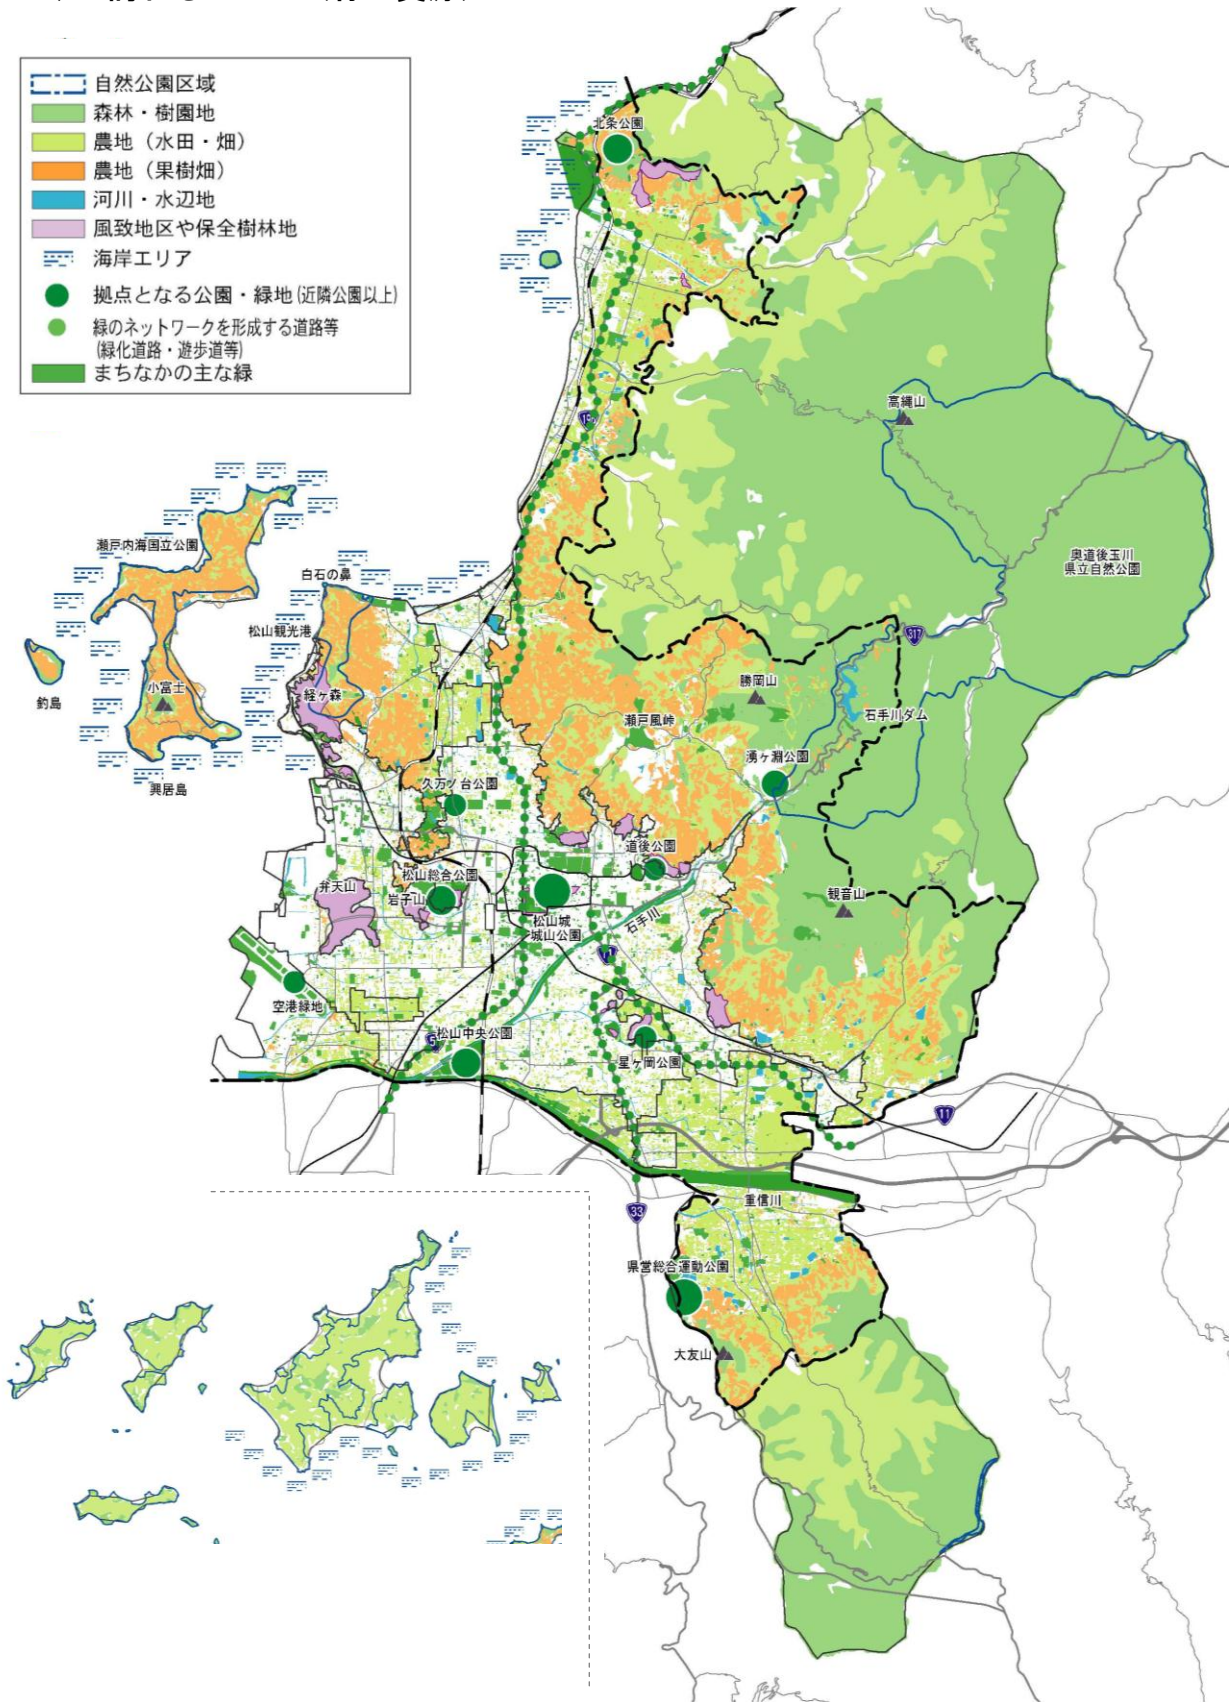 自然公園区域
森林・樹園地
農地（水田・畑）
農地（果樹畑）
河川・水辺地
風致地区や保全樹林地
海岸エリア
拠点となる公園・緑地(近隣公園以上)
緑のネットワークを形成する道路等
(緑化道路・遊歩道等)
まちなかの主な緑
北条公園
高縄山
瀬戸内海国立公園
奥道後玉川
県立自然公園
白石の鼻
松山観光港
317
経ヶ森
小富士
釣島
勝岡山
瀬戸風峠
石手川ダム
湧ヶ淵公園
興居島
久万ノ台公園
道後公園
松山総合公園
弁天山
岩子山
観音山
松山城
城山公園
石手川
空港緑地
松山中央公園
星ヶ岡公園
11
重信川
33
県営総合運動公園
大友山